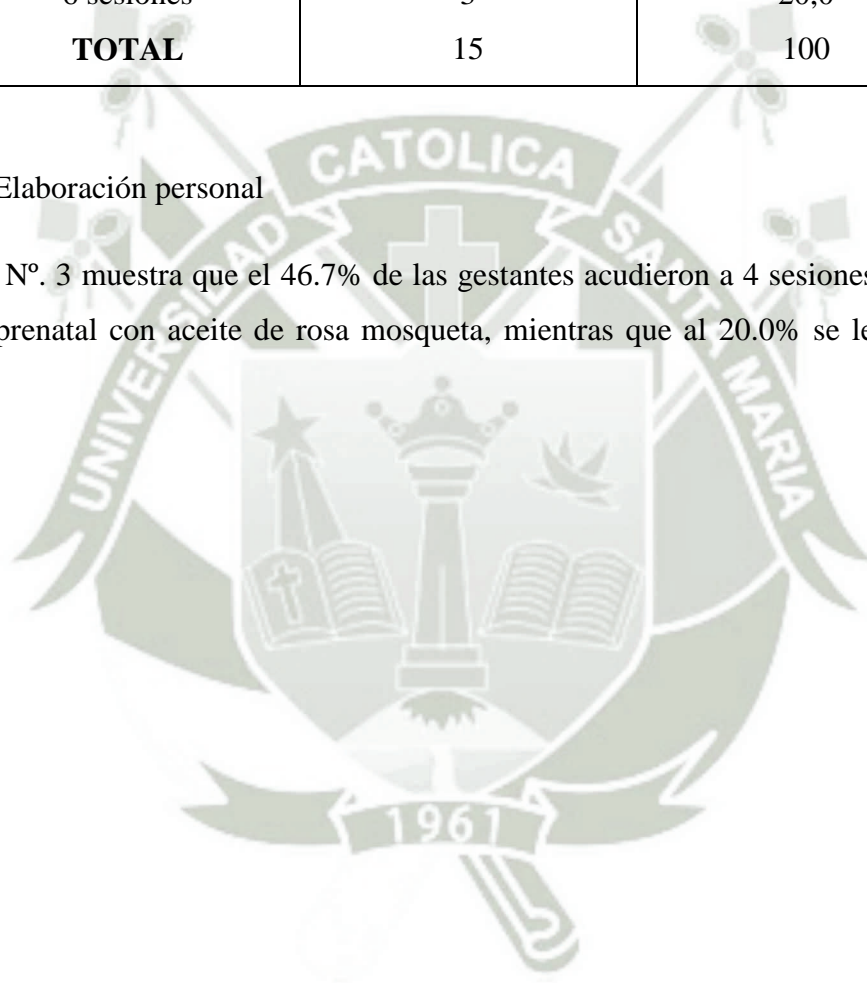 TOTAL 15 100
Elaboración personal
Nº. 3 muestra que el 46.7% de las gestantes acudieron a 4 sesiones
prenatal con aceite de rosa mosqueta, mientras que al 20.0% se le
UNIVERSIDAD CATOLICA SANTA MARIA
1961